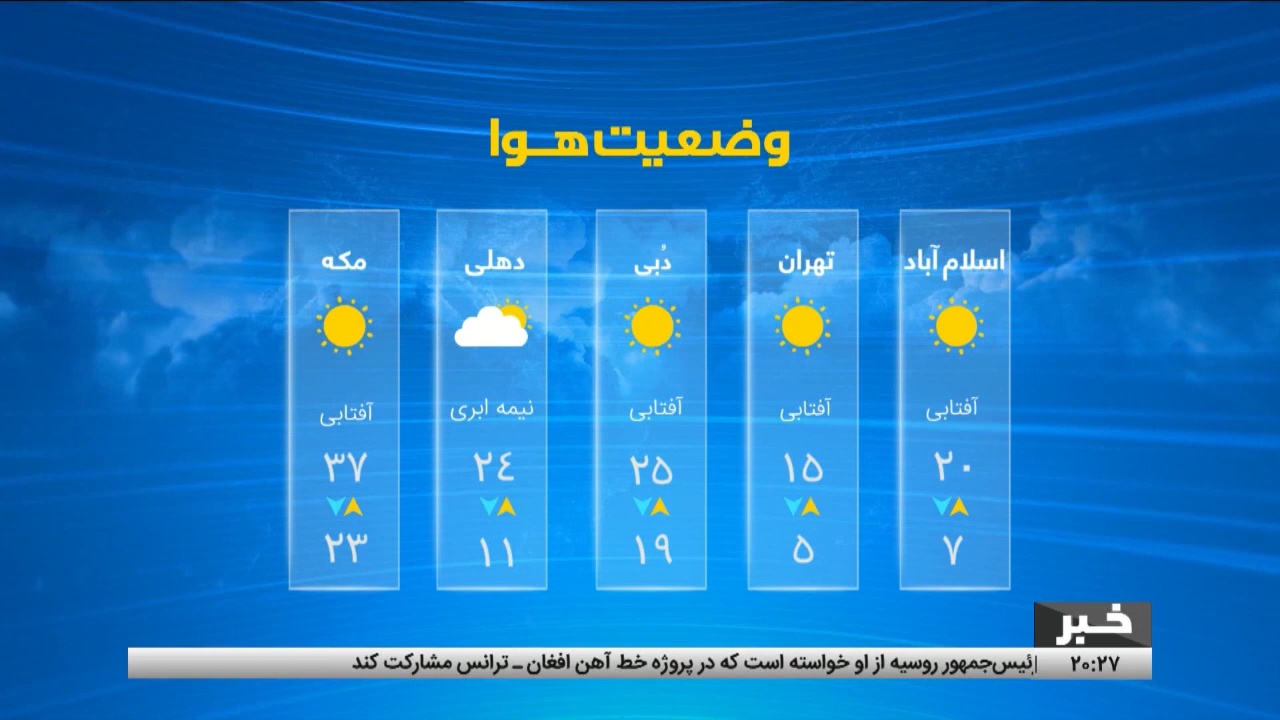 وضعیت هوا
اسلام آباد
آفتابی
۲۰
۷
تهران
آفتابی
۱۵
۵
دُبی
آفتابی
۲۵
۱۹
دهلی
نیمه ابری
۲٤
۱۱
مکه
آفتابی
۳۷
۲۳
خبر
۲۰:۲۷
رئیس‌جمهور روسیه از او خواسته است که در پروژه خط آهن افغان ـ ترانس مشارکت کند